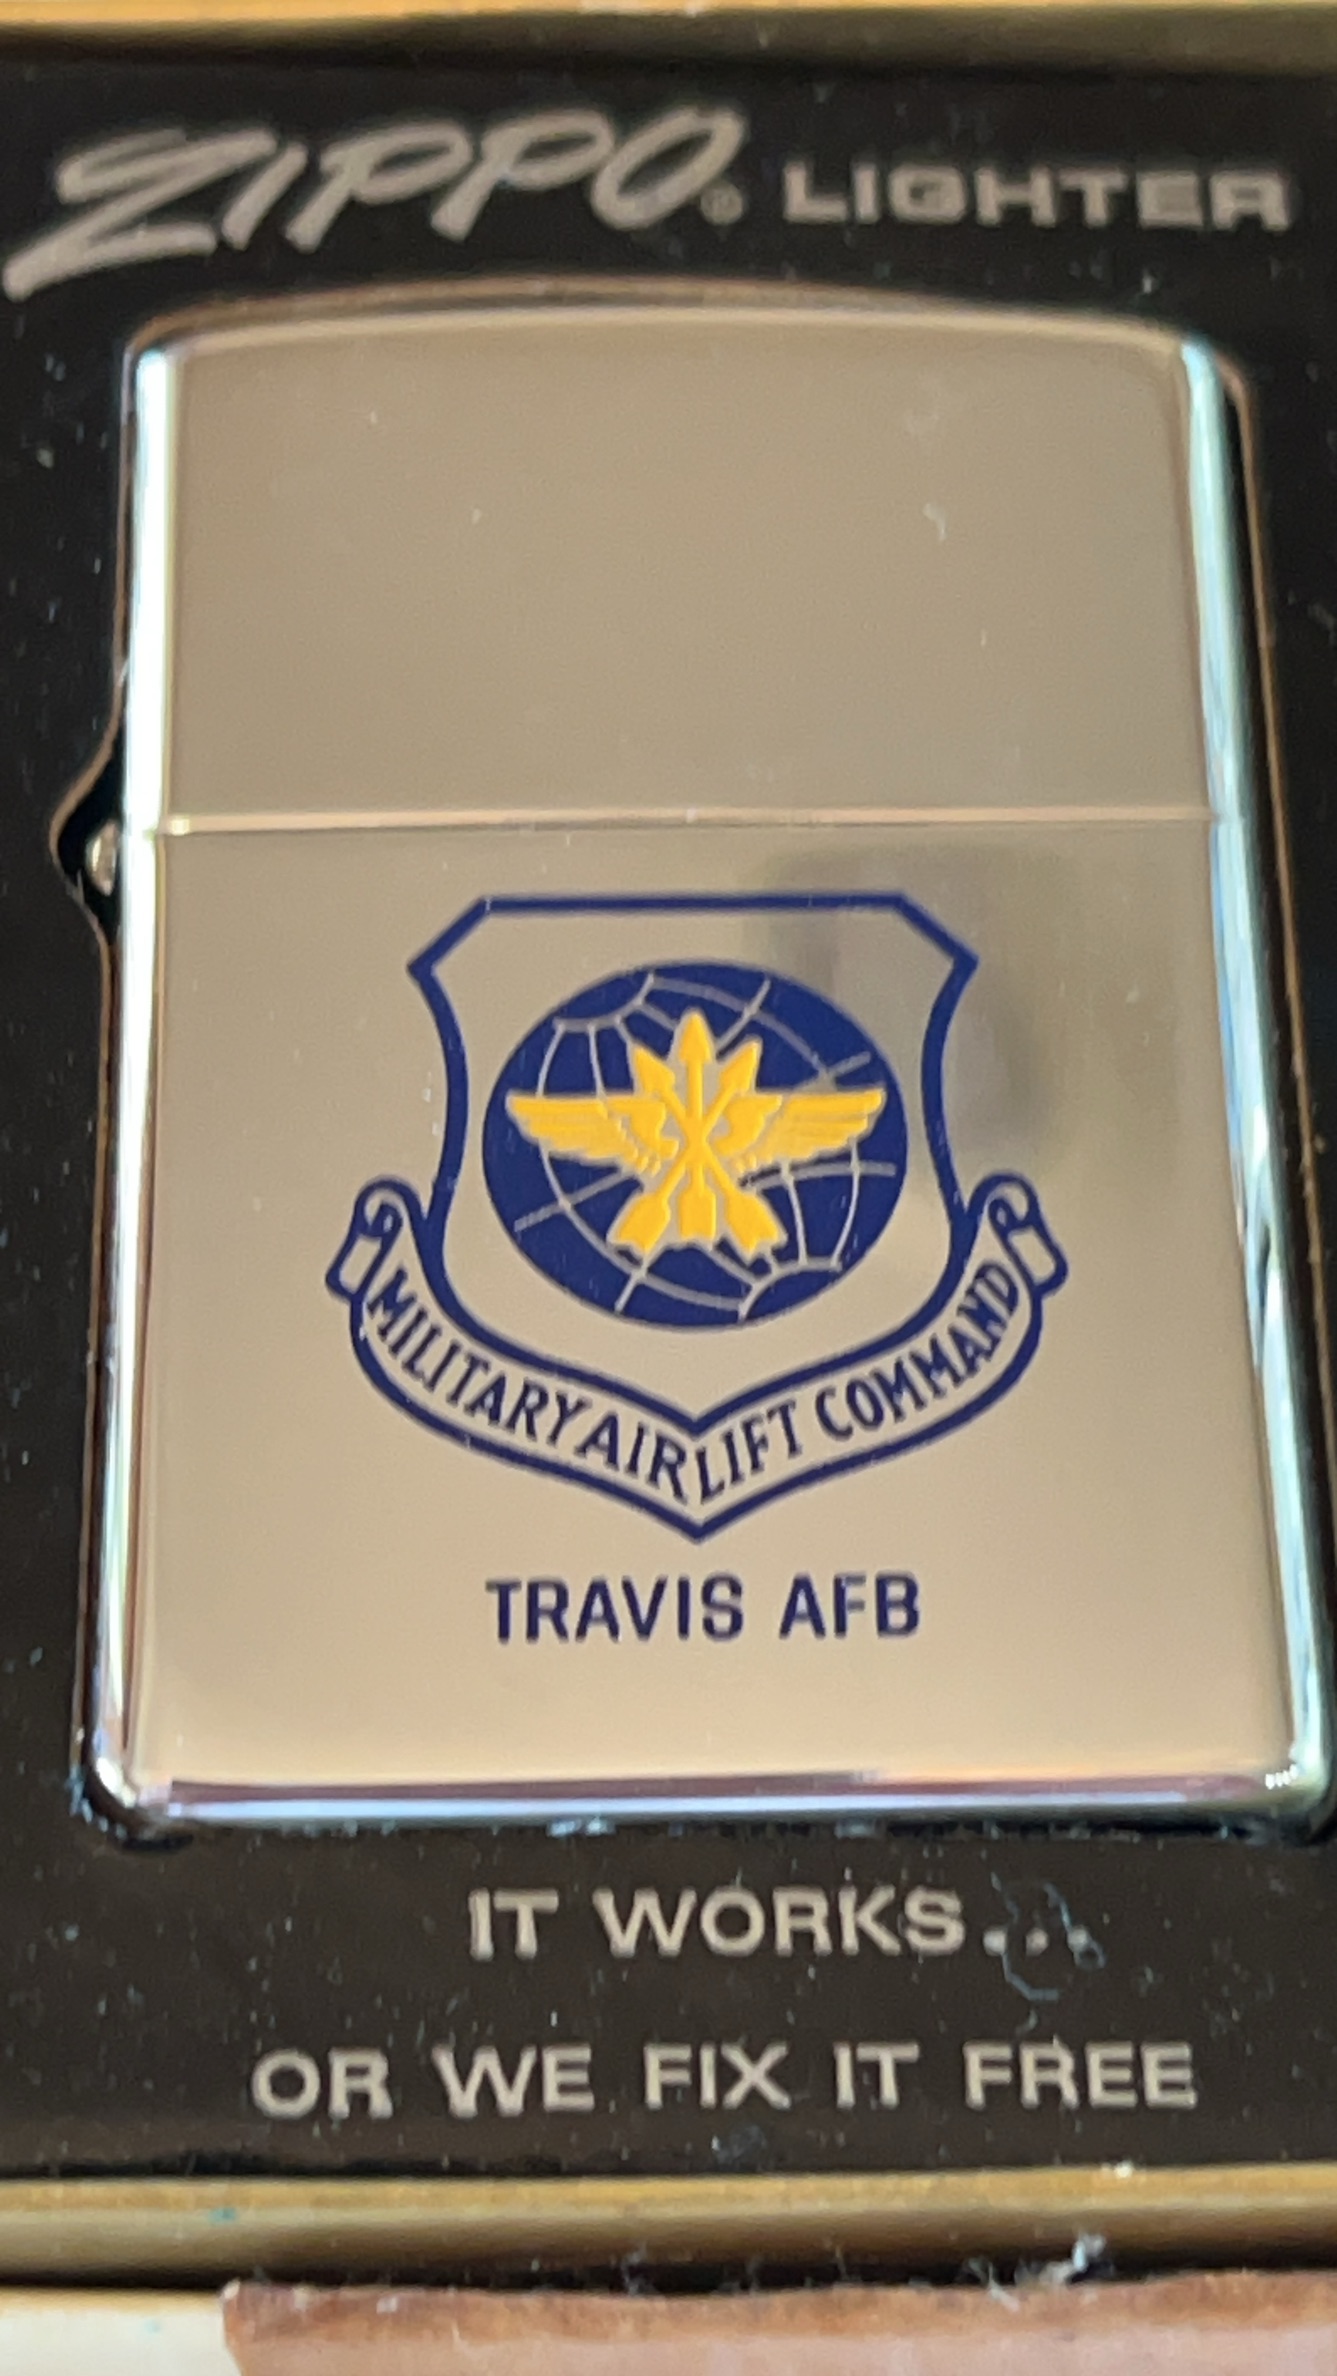 ZIPPO® LIGHTER
MILITARY AIRLIFT COMMAND
TRAVIS AFB
IT WORKS...
OR WE FIX IT FREE